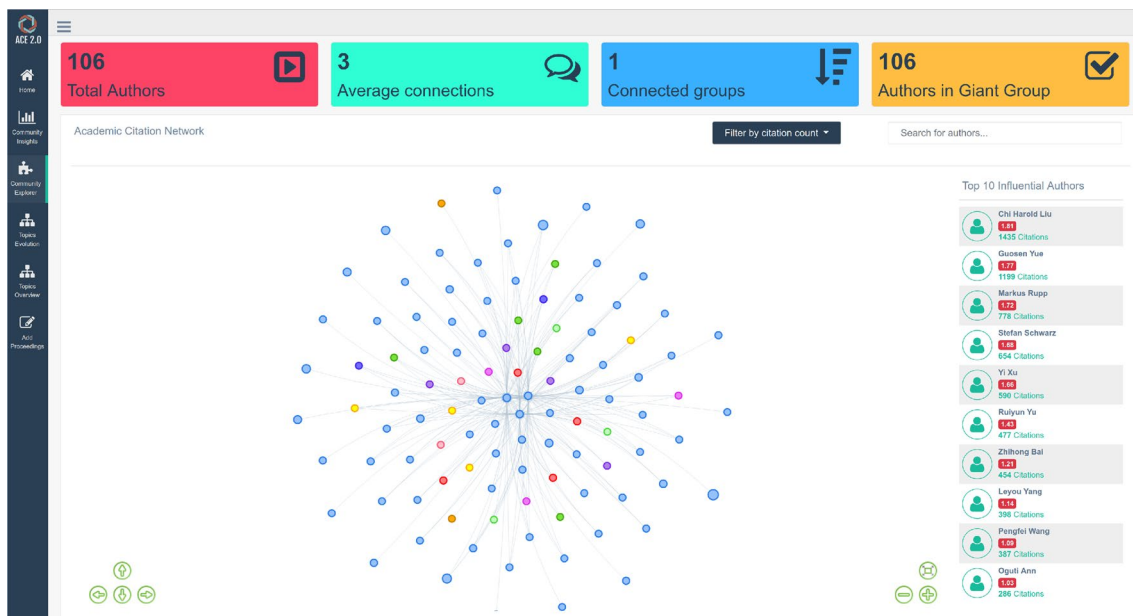 ACE 2.0
Home
Community
Insights
Community
Explorer
Topics
Evolution
Topics
Overview
Add
Proceedings
106
Total Authors
3
Average connections
1
Connected groups
106
Authors in Giant Group
Academic Citation Network
Filter by citation count
Search for authors...
Top 10 Influential Authors
Chi Harold Liu
1.81
1435 Citations
Guosen Yue
1.77
1199 Citations
Markus Rupp
1.72
778 Citations
Stefan Schwarz
1.68
654 Citations
Yi Xu
1.66
590 Citations
Ruiyun Yu
1.43
477 Citations
Zhihong Bai
1.21
454 Citations
Leyou Yang
1.14
398 Citations
Pengfei Wang
1.09
387 Citations
Oguti Ann
1.03
286 Citations